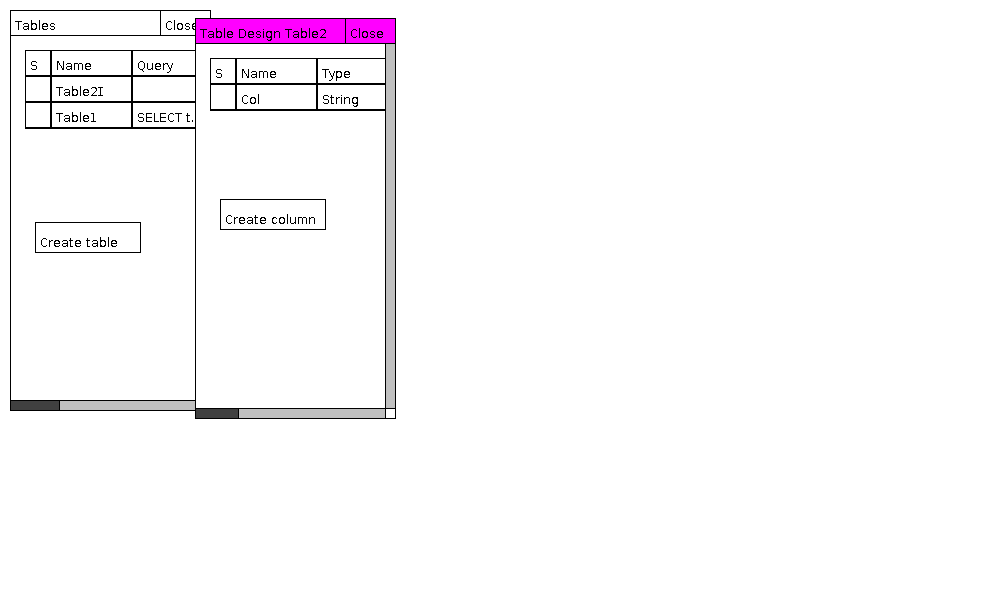 Tables Close
S Name Query
Table2I
Table1 SELECT t.
Create table
Table Design Table2 Close
S Name Type
Col String
Create column